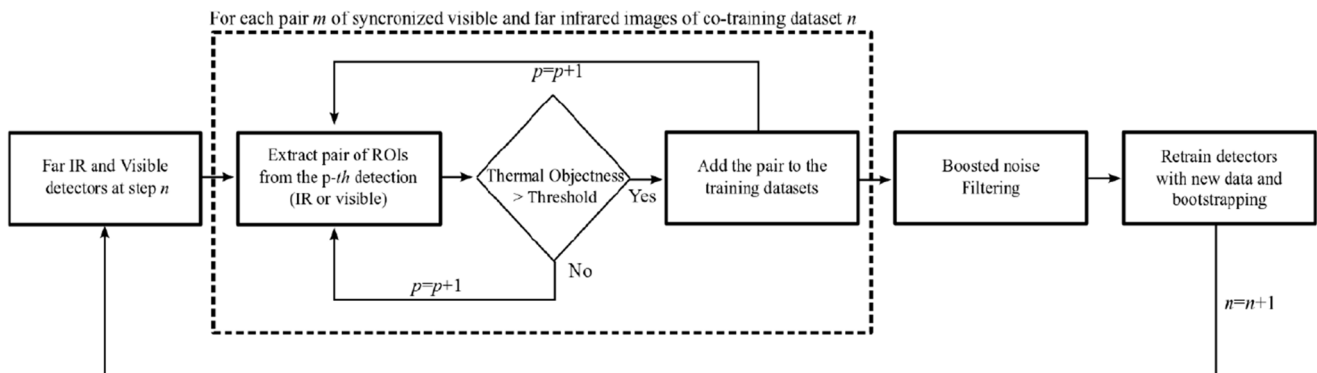 For each pair m of syncronized visible and far infrared images of co-training dataset n
p=p+1
Far IR and Visible
detectors at step n
Extract pair of ROIs
from the p-th detection
(IR or visible)
Thermal Objectness
> Threshold
Yes
Add the pair to the
training datasets
Boosted noise
Filtering
Retrain detectors
with new data and
bootstrapping
No
p=p+1
n=n+1